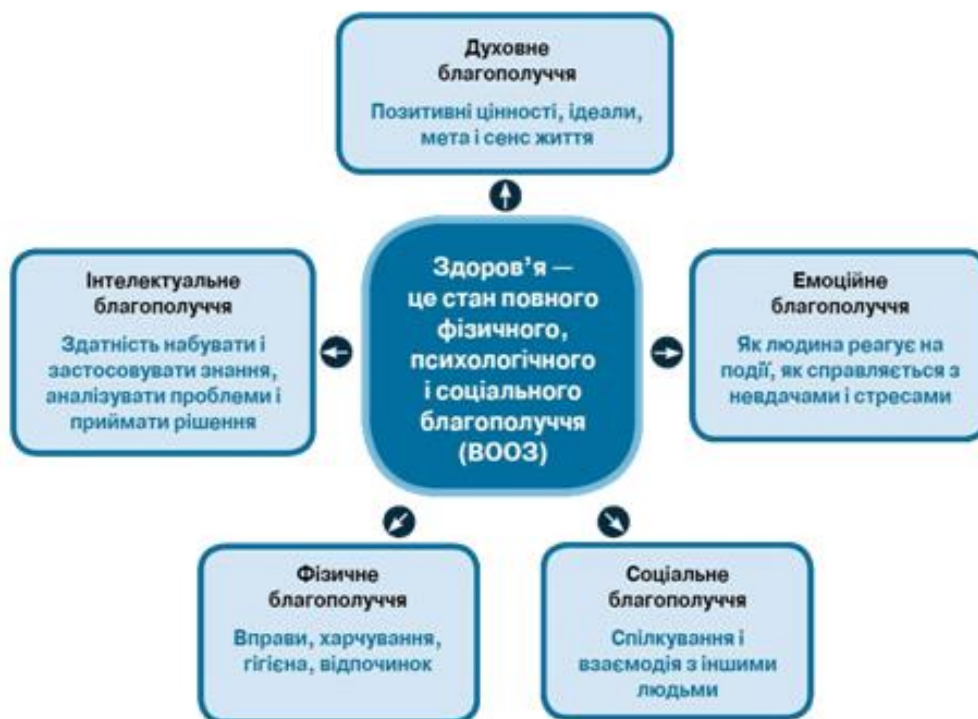 Духовне
благополуччя
Позитивні цінності, ідеали,
мета і сенс життя
Інтелектуальне
благополуччя
Здатність набувати і
застосовувати знання,
аналізувати проблеми і
приймати рішення
Здоров’я —
це стан повного
фізичного,
психологічного
і соціального
благополуччя
(ВООЗ)
Емоційне
благополуччя
Як людина реагує на
події, як справляється з
невдачами і стресами
Фізичне
благополуччя
Вправи, харчування,
гігієна, відпочинок
Соціальне
благополуччя
Спілкування і
взаємодія з іншими
людьми